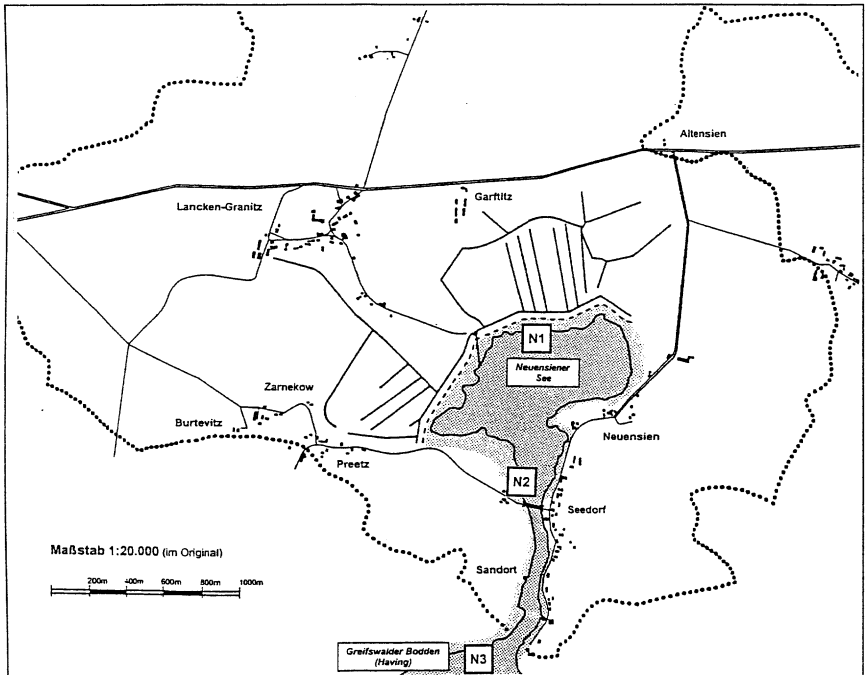 Altensien
Garftitz
Lancken-Granitz
N1
Neuensiener
See
Zarnekow
Burtevitz
Neuensien
Preetz
N2
Seedorf
Maßstab 1:20.000 (im Original)
Sandort
200m 400m 600m 800m 1000m
Greifswalder Bodden
(Having)
N3